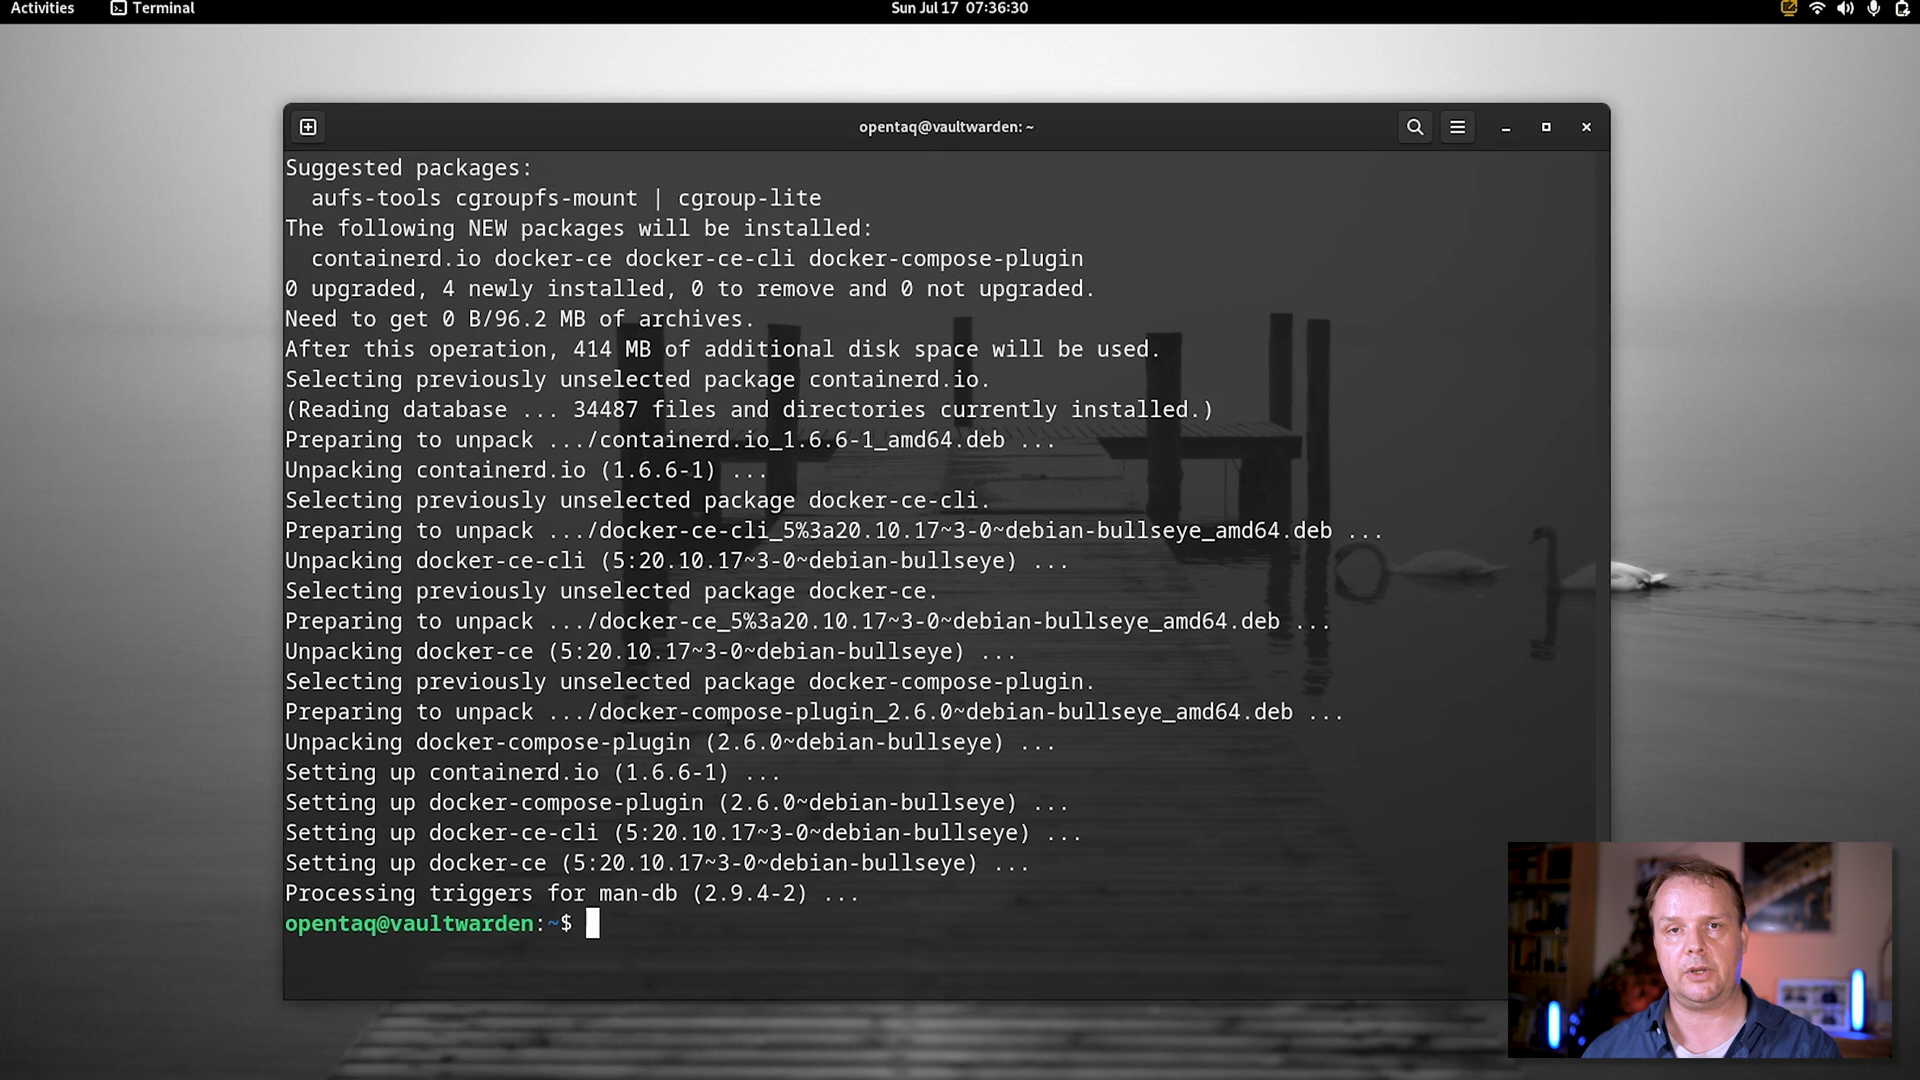 Activities Terminal Sun Jul 17 07:36:30
opentaq@vaultwarden: ~
Suggested packages:
aufs-tools cgroupfs-mount | cgroup-lite
The following NEW packages will be installed:
containerd.io docker-ce docker-ce-cli docker-compose-plugin
0 upgraded, 4 newly installed, 0 to remove and 0 not upgraded.
Need to get 0 B/96.2 MB of archives.
After this operation, 414 MB of additional disk space will be used.
Selecting previously unselected package containerd.io.
(Reading database ... 34487 files and directories currently installed.)
Preparing to unpack .../containerd.io_1.6.6-1_amd64.deb ...
Unpacking containerd.io (1.6.6-1) ...
Selecting previously unselected package docker-ce-cli.
Preparing to unpack .../docker-ce-cli_5%3a20.10.17~3-0~debian-bullseye_amd64.deb ...
Unpacking docker-ce-cli (5:20.10.17~3-0~debian-bullseye) ...
Selecting previously unselected package docker-ce.
Preparing to unpack .../docker-ce_5%3a20.10.17~3-0~debian-bullseye_amd64.deb ...
Unpacking docker-ce (5:20.10.17~3-0~debian-bullseye) ...
Selecting previously unselected package docker-compose-plugin.
Preparing to unpack .../docker-compose-plugin_2.6.0~debian-bullseye_amd64.deb ...
Unpacking docker-compose-plugin (2.6.0~debian-bullseye) ...
Setting up containerd.io (1.6.6-1) ...
Setting up docker-compose-plugin (2.6.0~debian-bullseye) ...
Setting up docker-ce-cli (5:20.10.17~3-0~debian-bullseye) ...
Setting up docker-ce (5:20.10.17~3-0~debian-bullseye) ...
Processing triggers for man-db (2.9.4-2) ...
opentaq@vaultwarden:~$